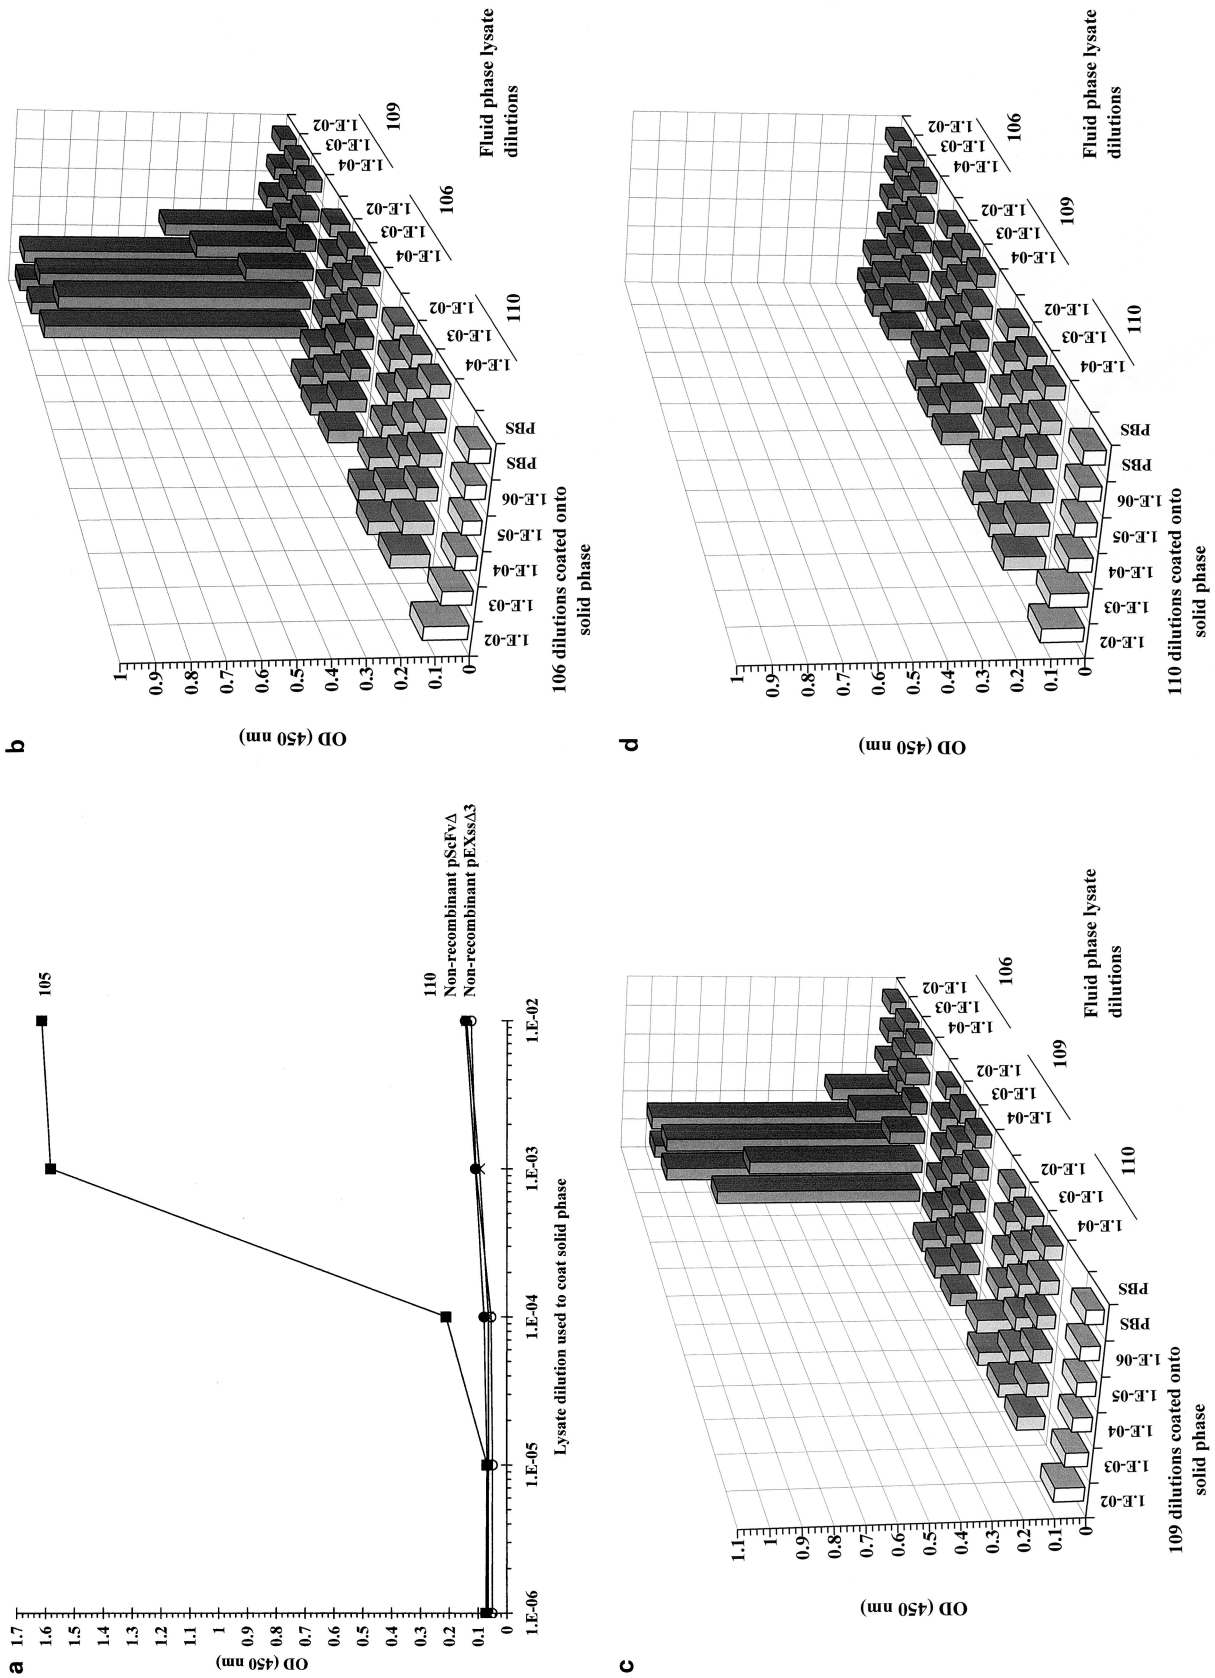 a
OD (450 nm)
1.7
1.6
1.5
1.4
1.3
1.2
1.1
1
0.9
0.8
0.7
0.6
0.5
0.4
0.3
0.2
0.1
0
1.E-06
1.E-05
1.E-04
1.E-03
1.E-02
Lysate dilution used to coat solid phase
105
110
Non-recombinant pScFvΔ
Non-recombinant pEXssΔ3
b
OD (450 nm)
1
0.9
0.8
0.7
0.6
0.5
0.4
0.3
0.2
0.1
0
1.E-02
1.E-03
1.E-04
1.E-05
1.E-06
PBS
106 dilutions coated onto
solid phase
PBS
1.E-04
1.E-03
1.E-02
110
1.E-04
1.E-03
1.E-02
106
1.E-04
1.E-03
1.E-02
109
Fluid phase lysate
dilutions
c
OD (450 nm)
1.1
1
0.9
0.8
0.7
0.6
0.5
0.4
0.3
0.2
0.1
0
1.E-02
1.E-03
1.E-04
1.E-05
1.E-06
PBS
109 dilutions coated onto
solid phase
PBS
1.E-04
1.E-03
1.E-02
110
1.E-04
1.E-03
1.E-02
109
1.E-04
1.E-03
1.E-02
106
Fluid phase lysate
dilutions
d
OD (450 nm)
1
0.9
0.8
0.7
0.6
0.5
0.4
0.3
0.2
0.1
0
1.E-02
1.E-03
1.E-04
1.E-05
1.E-06
PBS
110 dilutions coated onto
solid phase
PBS
1.E-04
1.E-03
1.E-02
110
1.E-04
1.E-03
1.E-02
109
1.E-04
1.E-03
1.E-02
106
Fluid phase lysate
dilutions